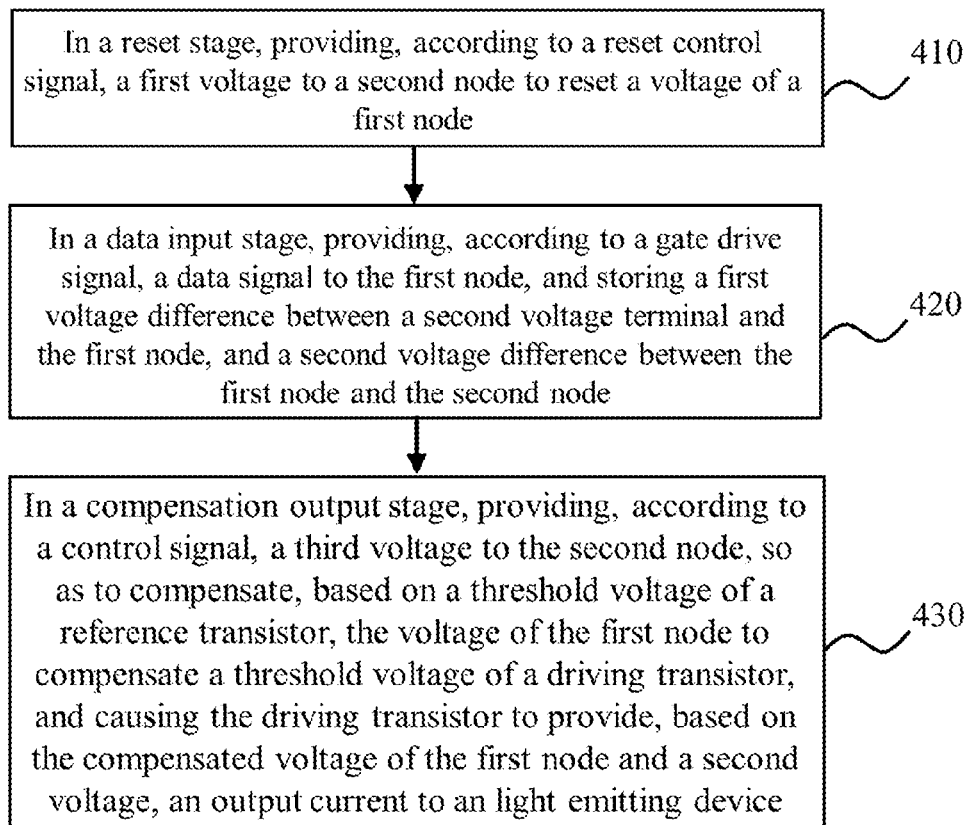 In a reset stage, providing, according to a reset control
signal, a first voltage to a second node to reset a voltage of a
first node
410
In a data input stage, providing, according to a gate drive
signal, a data signal to the first node, and storing a first
voltage difference between a second voltage terminal and
the first node, and a second voltage difference between the
first node and the second node
420
In a compensation output stage, providing, according to
a control signal, a third voltage to the second node, so
as to compensate, based on a threshold voltage of a
reference transistor, the voltage of the first node to
compensate a threshold voltage of a driving transistor,
and causing the driving transistor to provide, based on
the compensated voltage of the first node and a second
voltage, an output current to an light emitting device
430